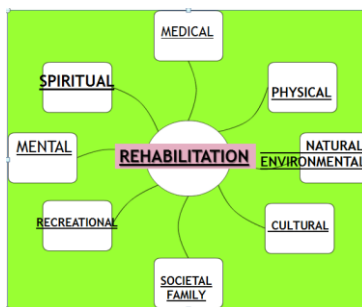 MEDICAL
SPIRITUAL
PHYSICAL
MENTAL
REHABILITATION
NATURAL
ENVIRONMENTAL
RECREATIONAL
CULTURAL
SOCIETAL
FAMILY